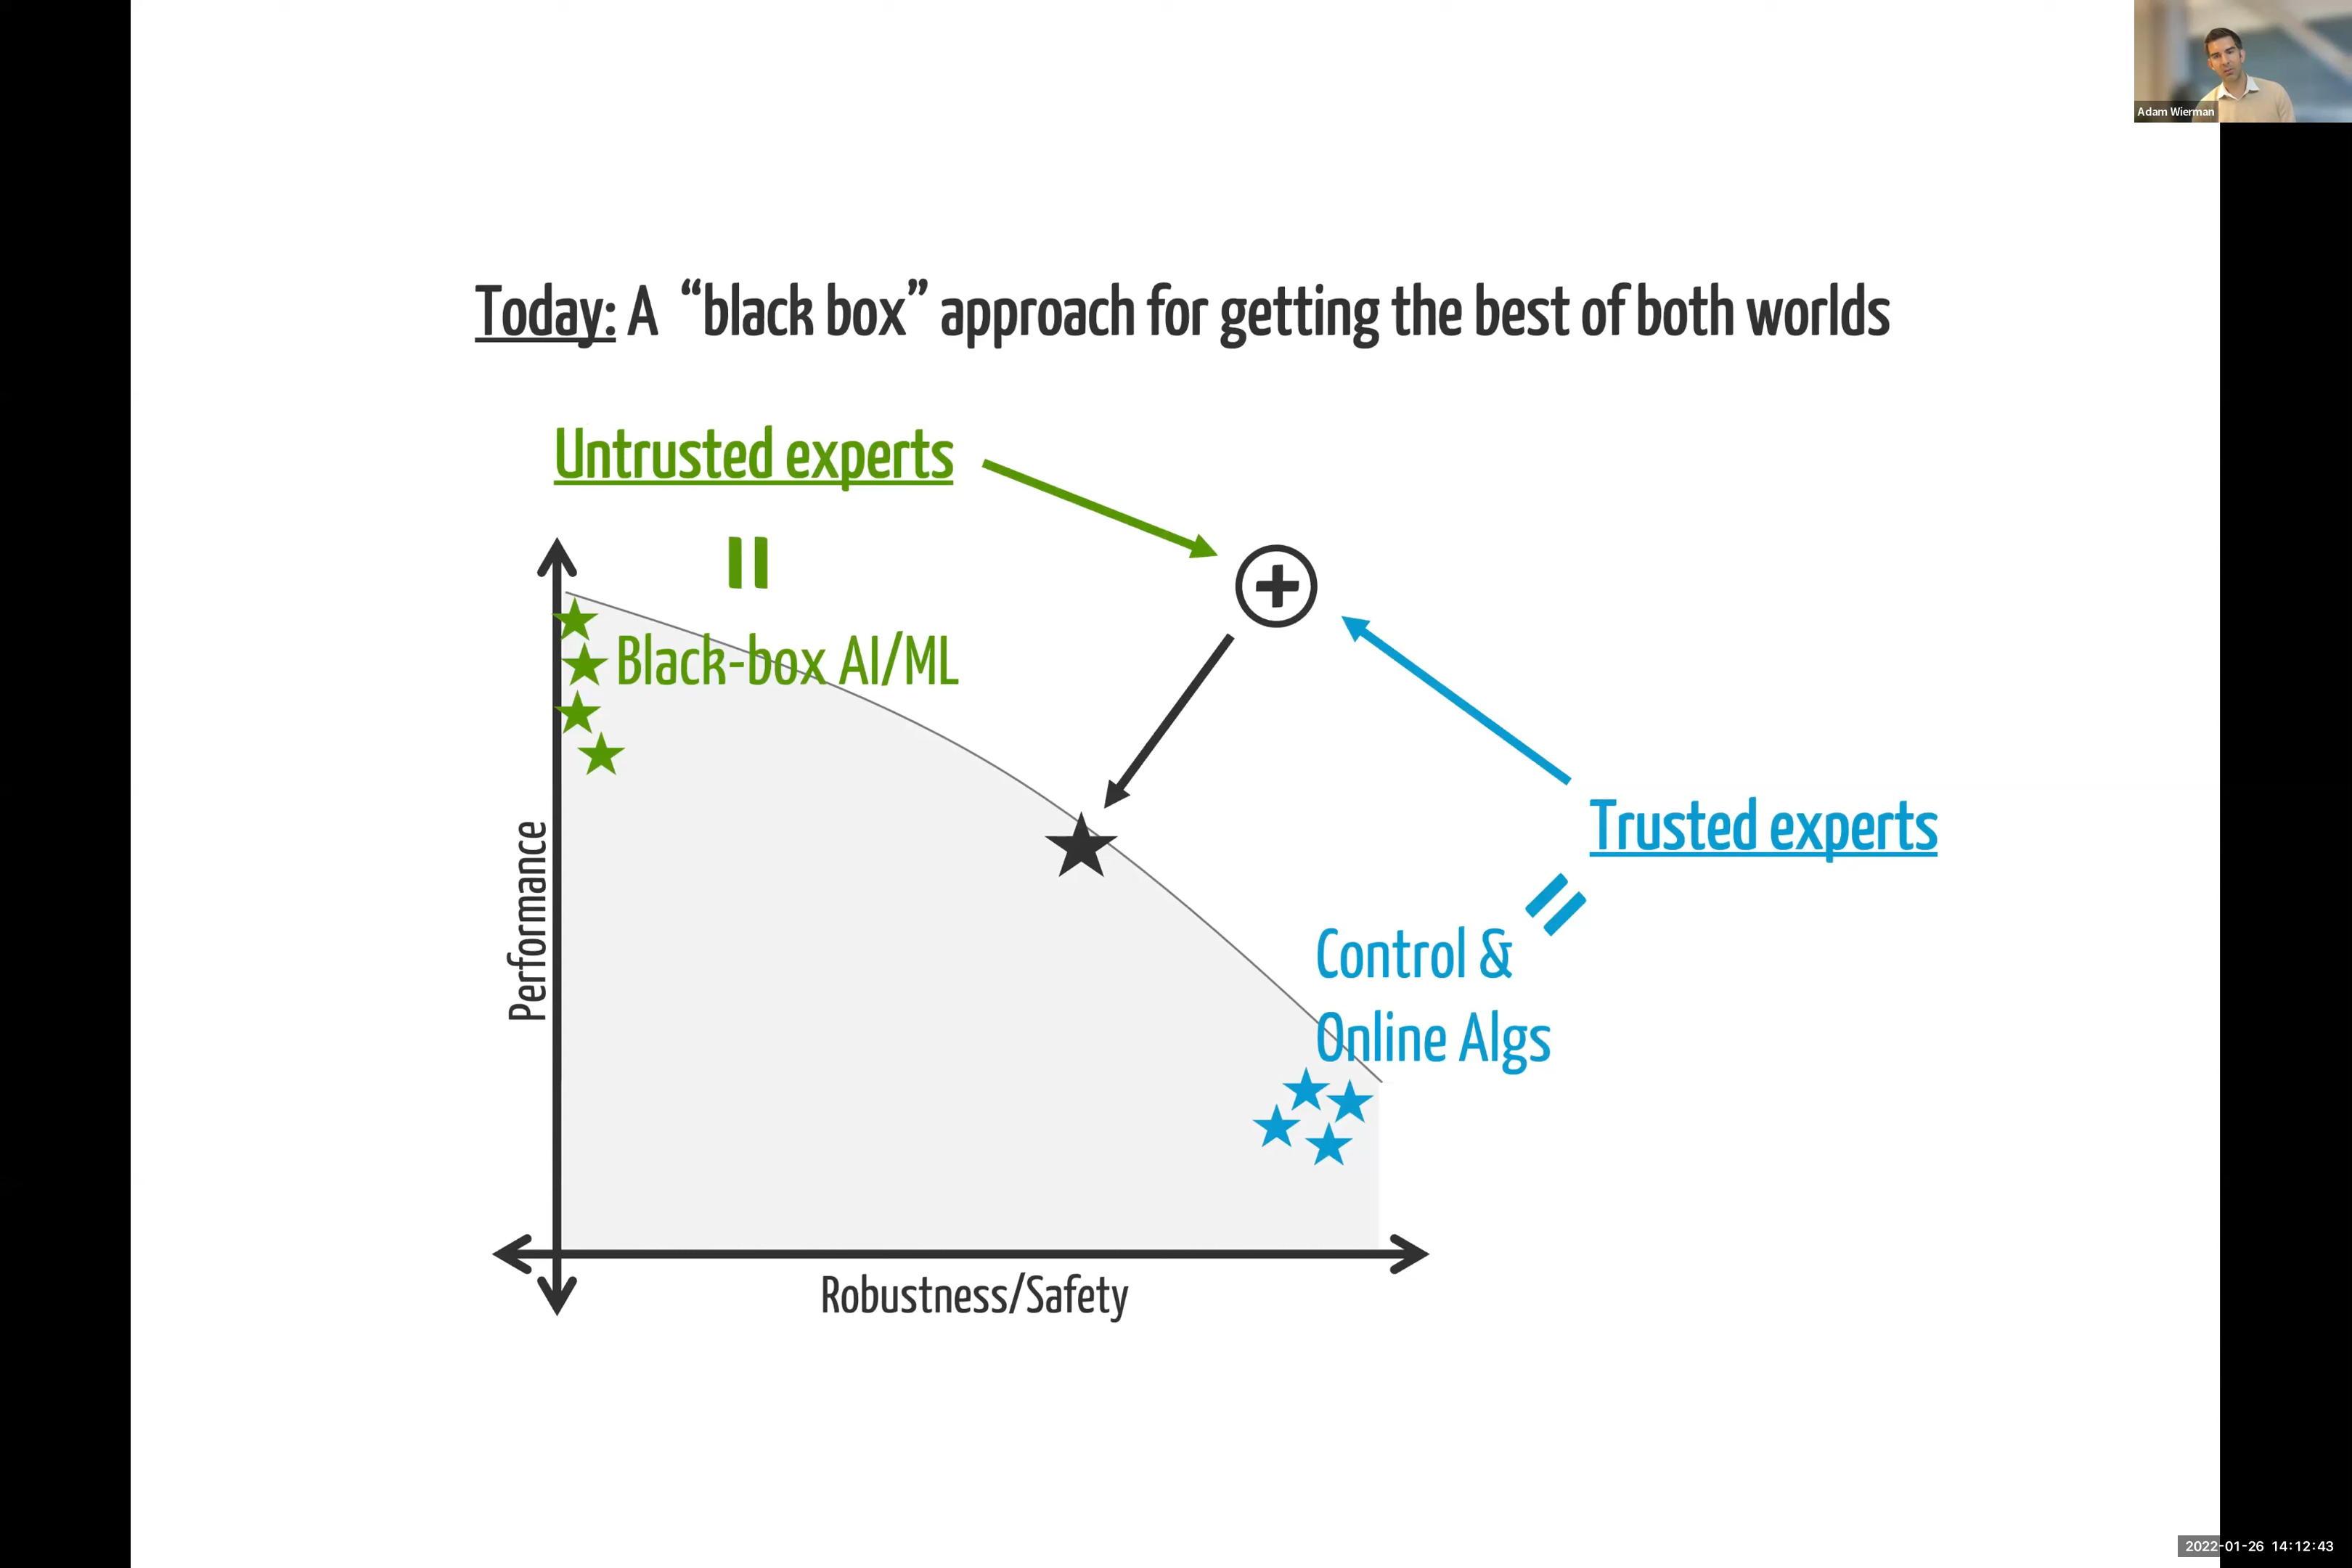 Adam Wierman
Today: A “black box” approach for getting the best of both worlds
Untrusted experts
Black-box AI/ML
Trusted experts
Control &
Online Algs
Performance
Robustness/Safety
2022-01-26 14:12:43